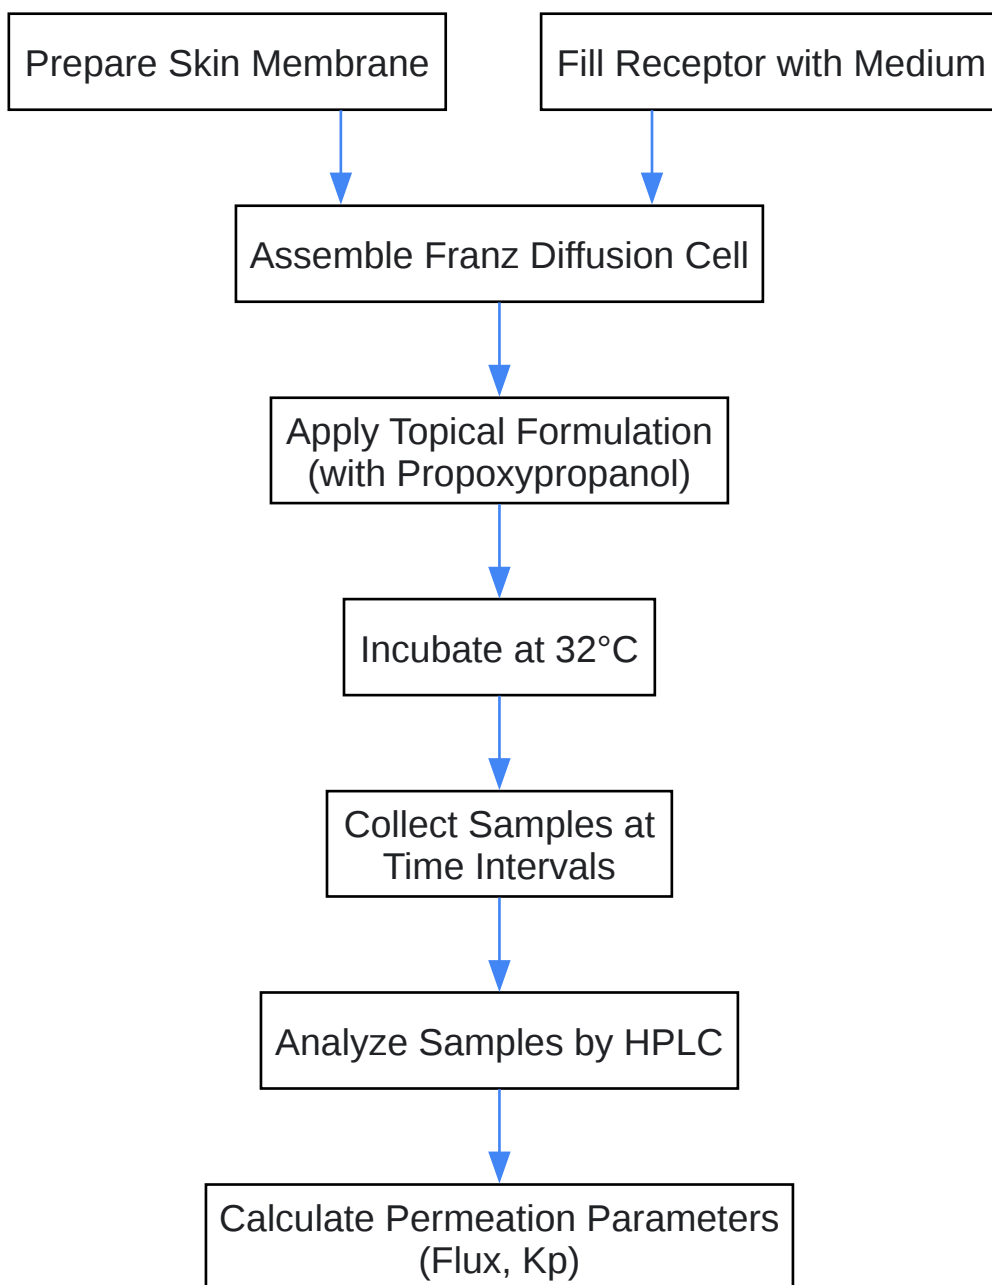 Prepare Skin Membrane
Fill Receptor with Medium
Assemble Franz Diffusion Cell
Apply Topical Formulation
(with Propoxypropanol)
Incubate at 32°C
Collect Samples at
Time Intervals
Analyze Samples by HPLC
Calculate Permeation Parameters
(Flux, Kp)